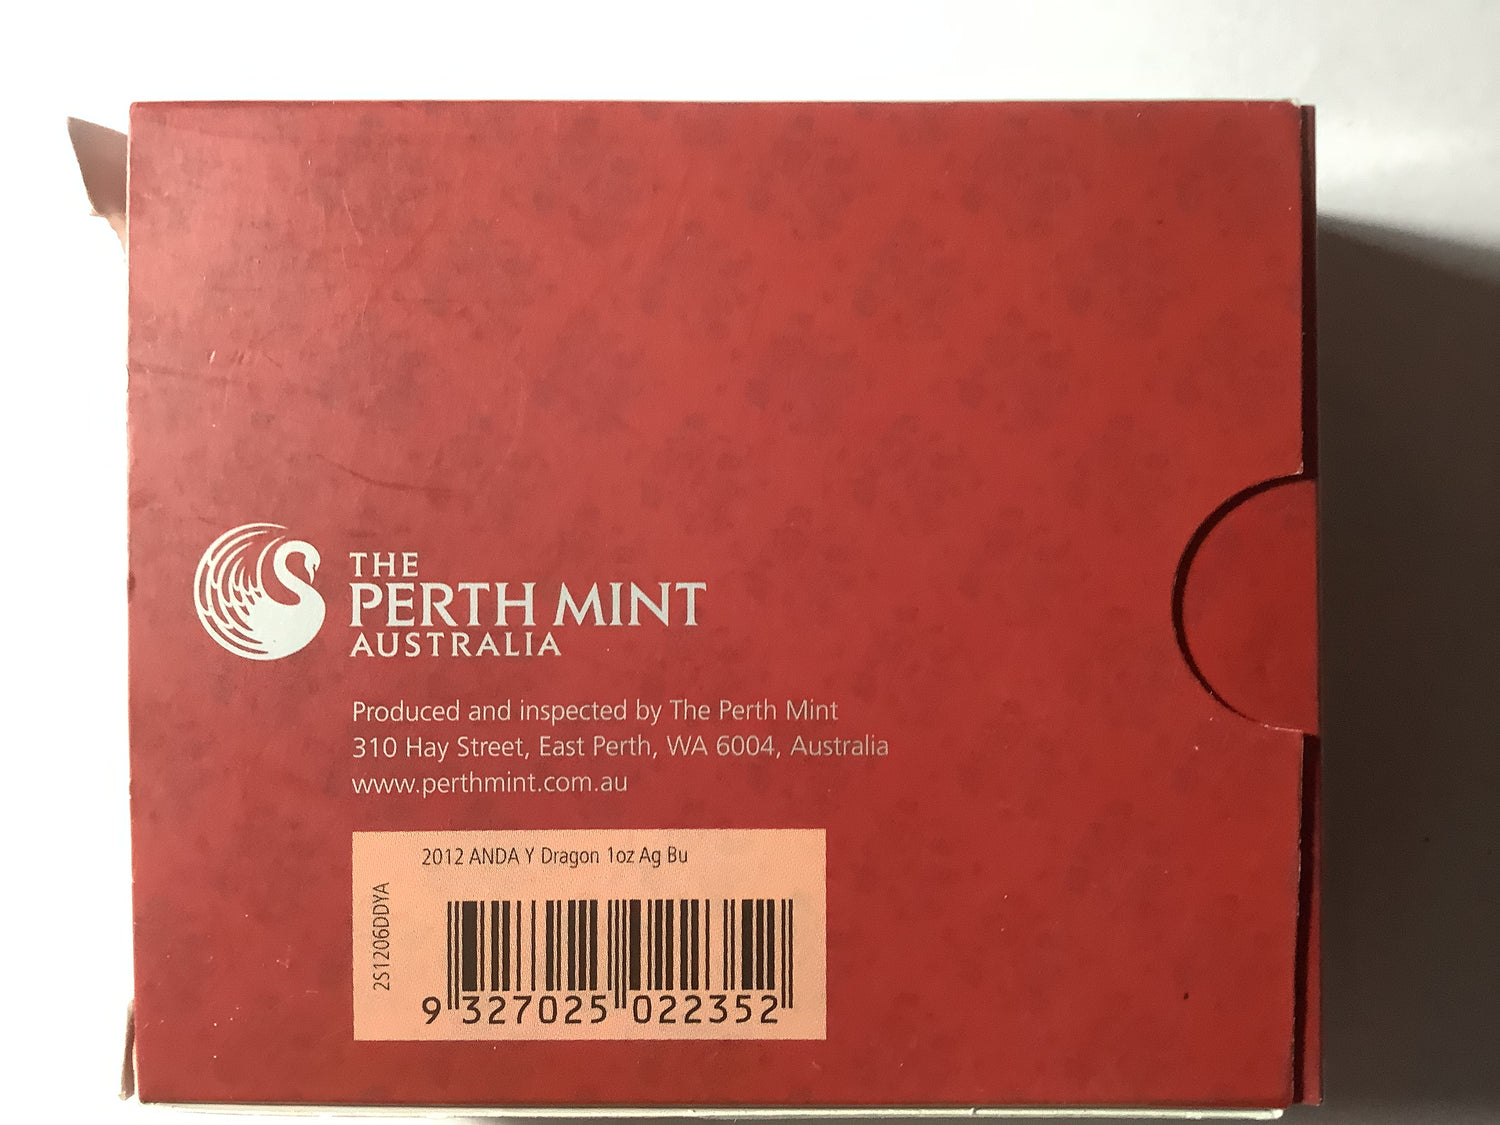 THE
PERTH MINT
AUSTRALIA
Produced and inspected by The Perth Mint
310 Hay Street, East Perth, WA 6004, Australia
www.perthmint.com.au
2012 ANDA Y Dragon 1oz Ag Bu
2S1206DDYA
9 327025 022352